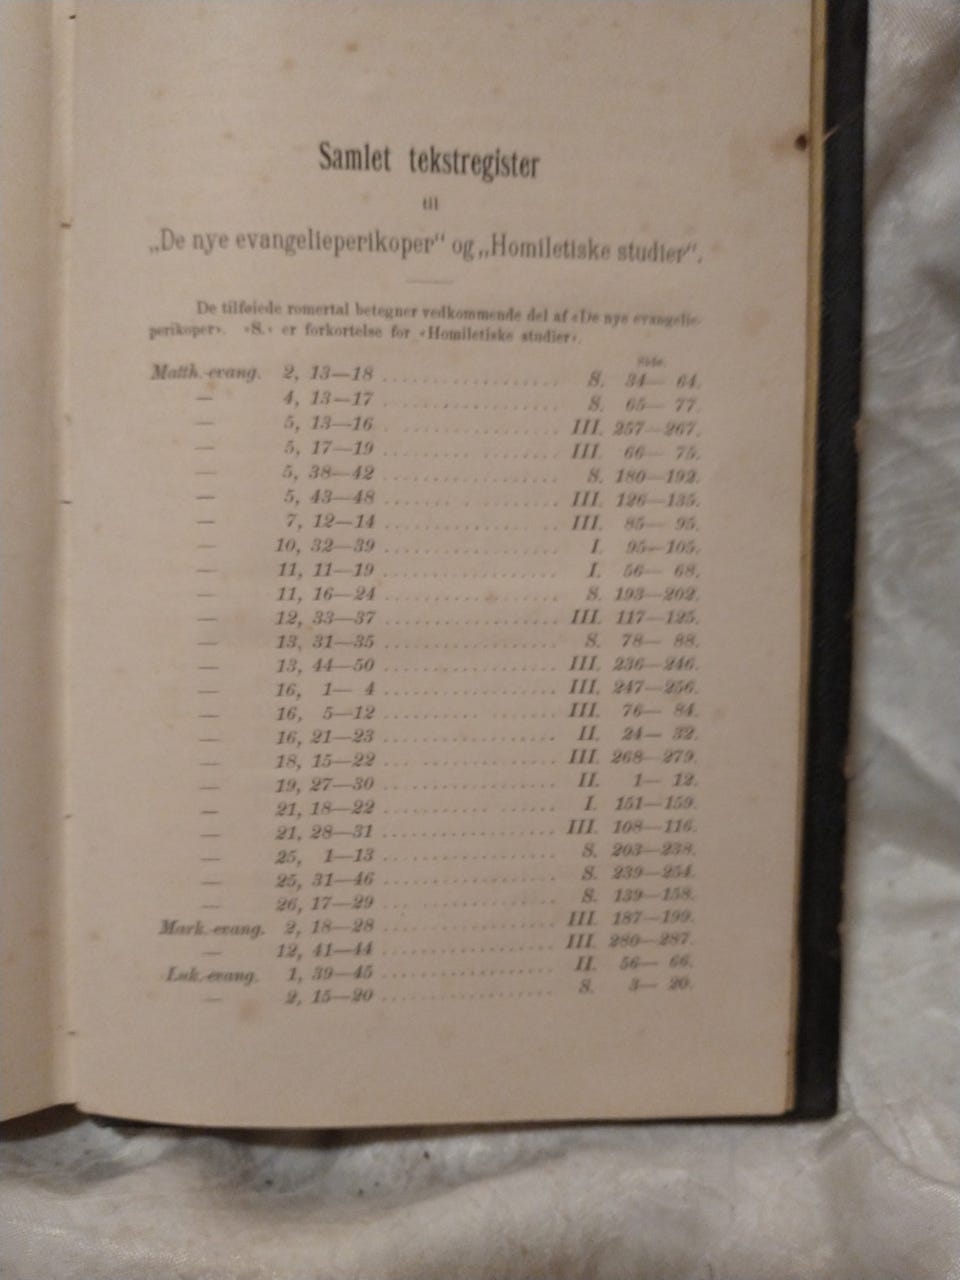 Samlet tekstregister
til
„De nye evangelieperikoper“ og „Homiletiske studier“.
De tilføiede romertal betegner vedkommende del af «De nye evangelie-
perikoper». «S.» er forkortelse for «Homiletiske studier».
Side.
Matth.-evang. 2, 13—18 .................... S. 34— 64.
— 4, 13—17 .................... S. 65— 77.
— 5, 13—16 .................... III. 257—267.
— 5, 17—19 .................... III. 66— 75.
— 5, 38—42 .................... S. 180—192.
— 5, 43—48 .................... III. 126—135.
— 7, 12—14 .................... III. 85— 95.
— 10, 32—39 .................... I. 95—105.
— 11, 11—19 .................... I. 56— 68.
— 11, 16—24 .................... S. 193—202.
— 12, 33—37 .................... III. 117—125.
— 13, 31—35 .................... S. 78— 88.
— 13, 44—50 .................... III. 236—246.
— 16, 1— 4 .................... III. 247—256.
— 16, 5—12 .................... III. 76— 84.
— 16, 21—23 .................... II. 24— 32.
— 18, 15—22 .................... III. 268—279.
— 19, 27—30 .................... II. 1— 12.
— 21, 18—22 .................... I. 151—159.
— 21, 28—31 .................... III. 108—116.
— 25, 1—13 .................... S. 203—238.
— 25, 31—46 .................... S. 239—254.
— 26, 17—29 .................... S. 139—158.
Mark.-evang. 2, 18—28 .................... III. 187—199.
— 12, 41—44 .................... III. 280—287.
Luk.-evang. 1, 39—45 .................... II. 56— 66.
— 2, 15—20 .................... S. 3— 20.